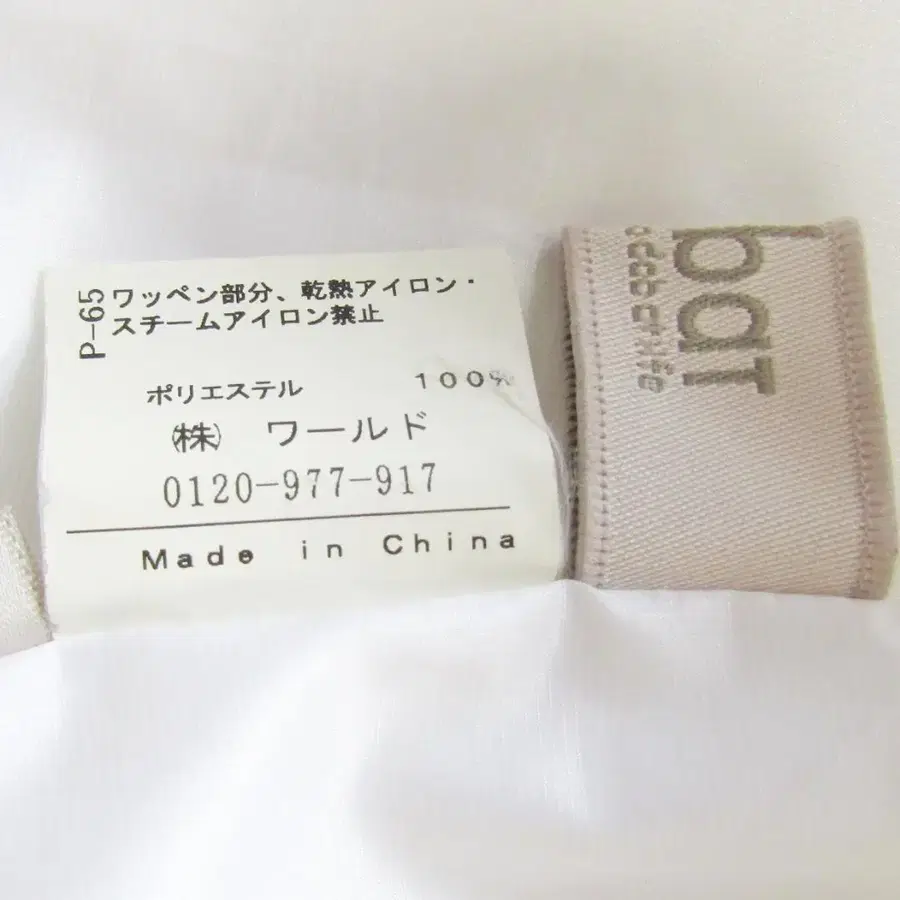 P-65
ワッペン部分、乾熱アイロン・
スチームアイロン禁止
ポリエステル 100%
㈱ ワールド
0120-977-917
Made in China